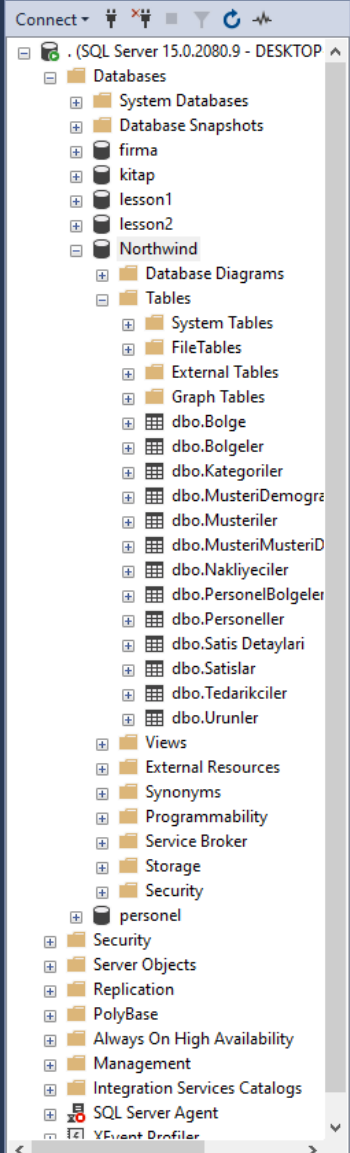 Connect
. (SQL Server 15.0.2080.9 - DESKTOP
Databases
System Databases
Database Snapshots
firma
kitap
lesson1
lesson2
Northwind
Database Diagrams
Tables
System Tables
FileTables
External Tables
Graph Tables
dbo.Bolge
dbo.Bolgeler
dbo.Kategoriler
dbo.MusteriDemogra
dbo.Musteriler
dbo.MusteriMusteriD
dbo.Nakliyeciler
dbo.PersonelBolgeler
dbo.Personeller
dbo.Satis Detaylari
dbo.Satislar
dbo.Tedarikciler
dbo.Urunler
Views
External Resources
Synonyms
Programmability
Service Broker
Storage
Security
personel
Security
Server Objects
Replication
PolyBase
Always On High Availability
Management
Integration Services Catalogs
SQL Server Agent
XEvent Profiler